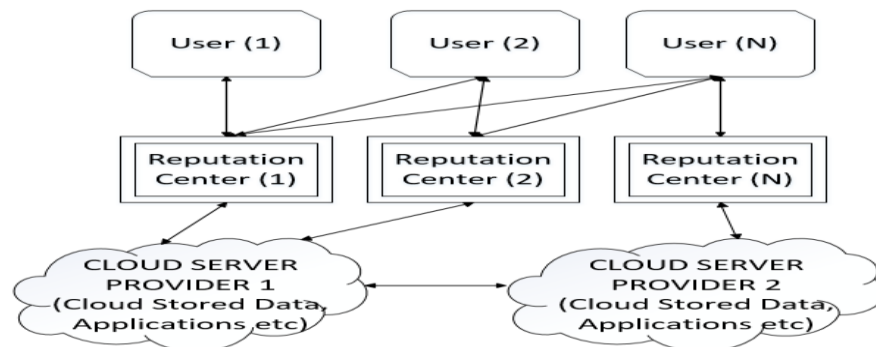 User (1)
User (2)
User (N)
Reputation
Center (1)
Reputation
Center (2)
Reputation
Center (N)
CLOUD SERVER
PROVIDER 1
(Cloud Stored Data,
Applications etc)
CLOUD SERVER
PROVIDER 2
(Cloud Stored Data,
Applications etc)